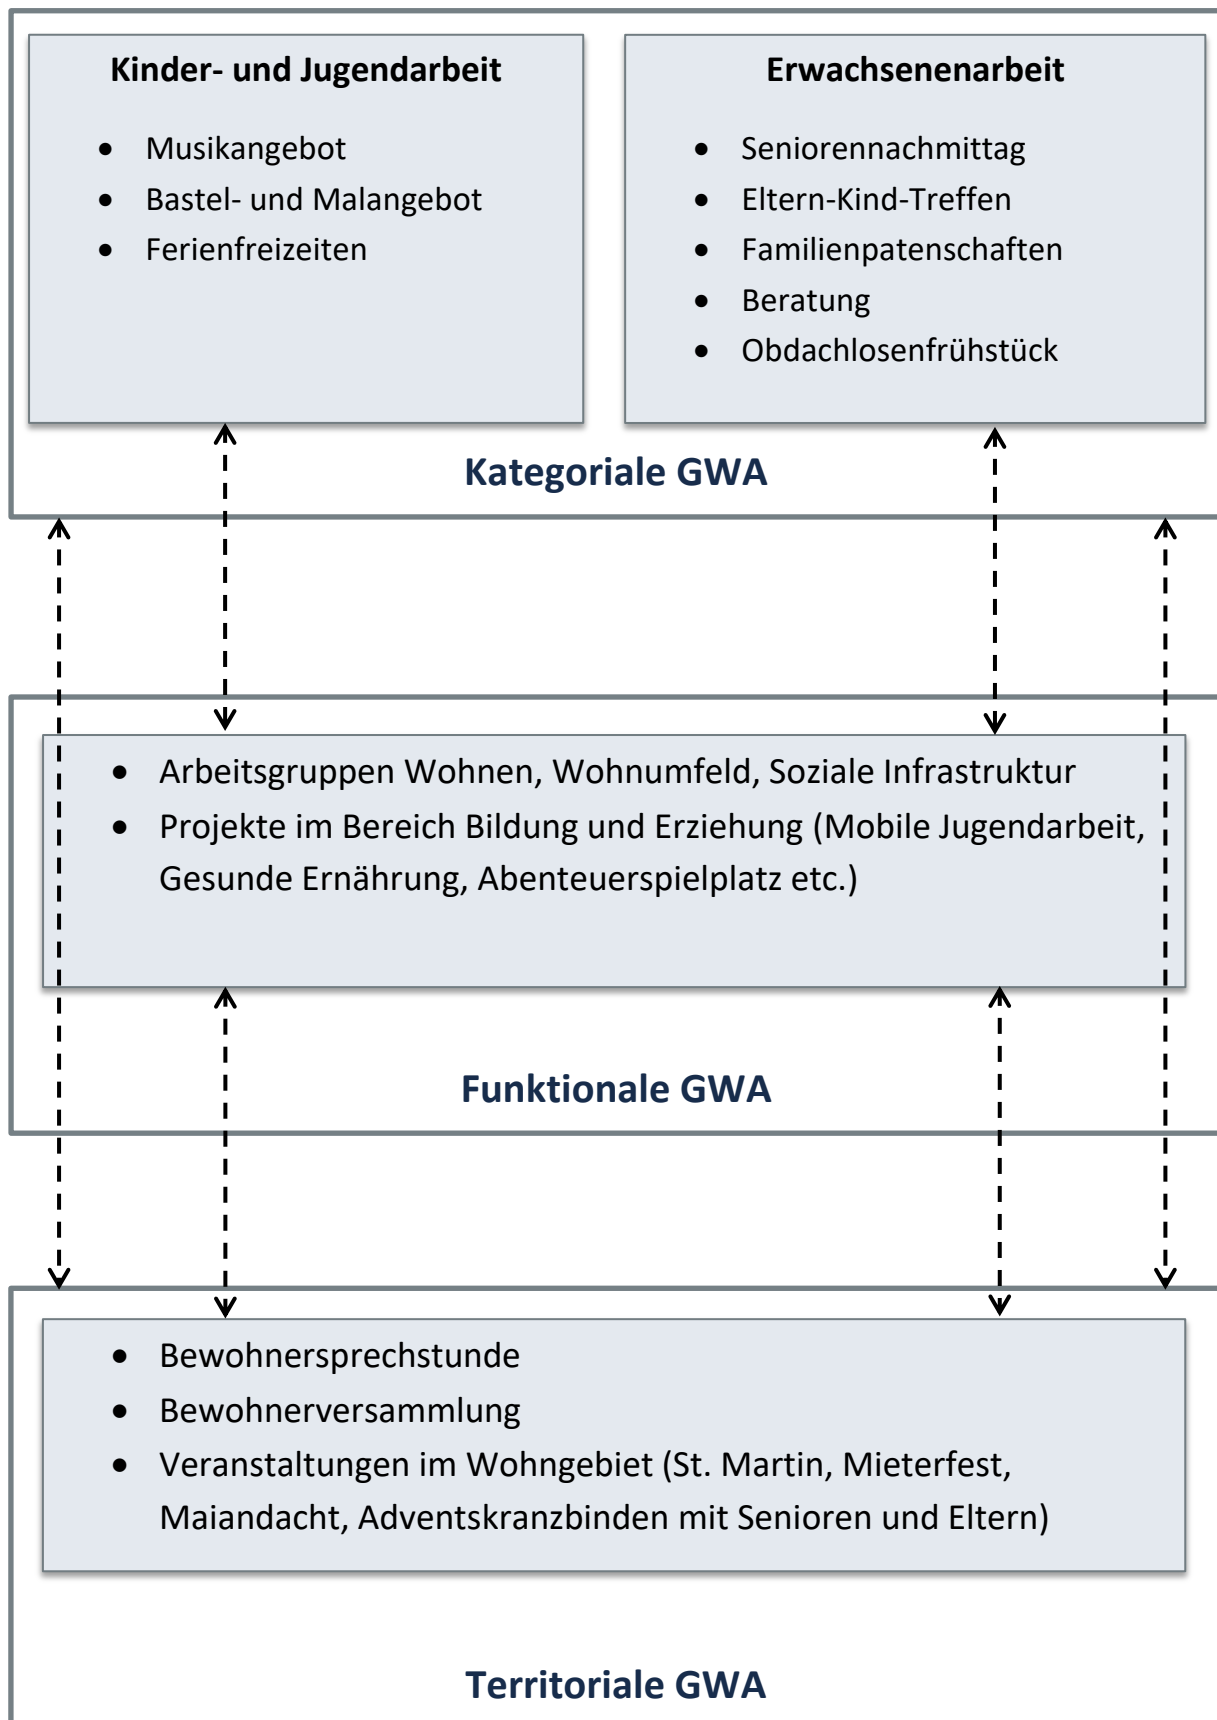 Kinder- und Jugendarbeit
• Musikangebot
• Bastel- und Malangebot
• Ferienfreizeiten
Erwachsenenarbeit
• Seniorennachmittag
• Eltern-Kind-Treffen
• Familienpatenschaften
• Beratung
• Obdachlosenfrühstück
Kategoriale GWA
• Arbeitsgruppen Wohnen, Wohnumfeld, Soziale Infrastruktur
• Projekte im Bereich Bildung und Erziehung (Mobile Jugendarbeit,
Gesunde Ernährung, Abenteuerspielplatz etc.)
Funktionale GWA
• Bewohnersprechstunde
• Bewohnerversammlung
• Veranstaltungen im Wohngebiet (St. Martin, Mieterfest,
Maiandacht, Adventskranzbinden mit Senioren und Eltern)
Territoriale GWA